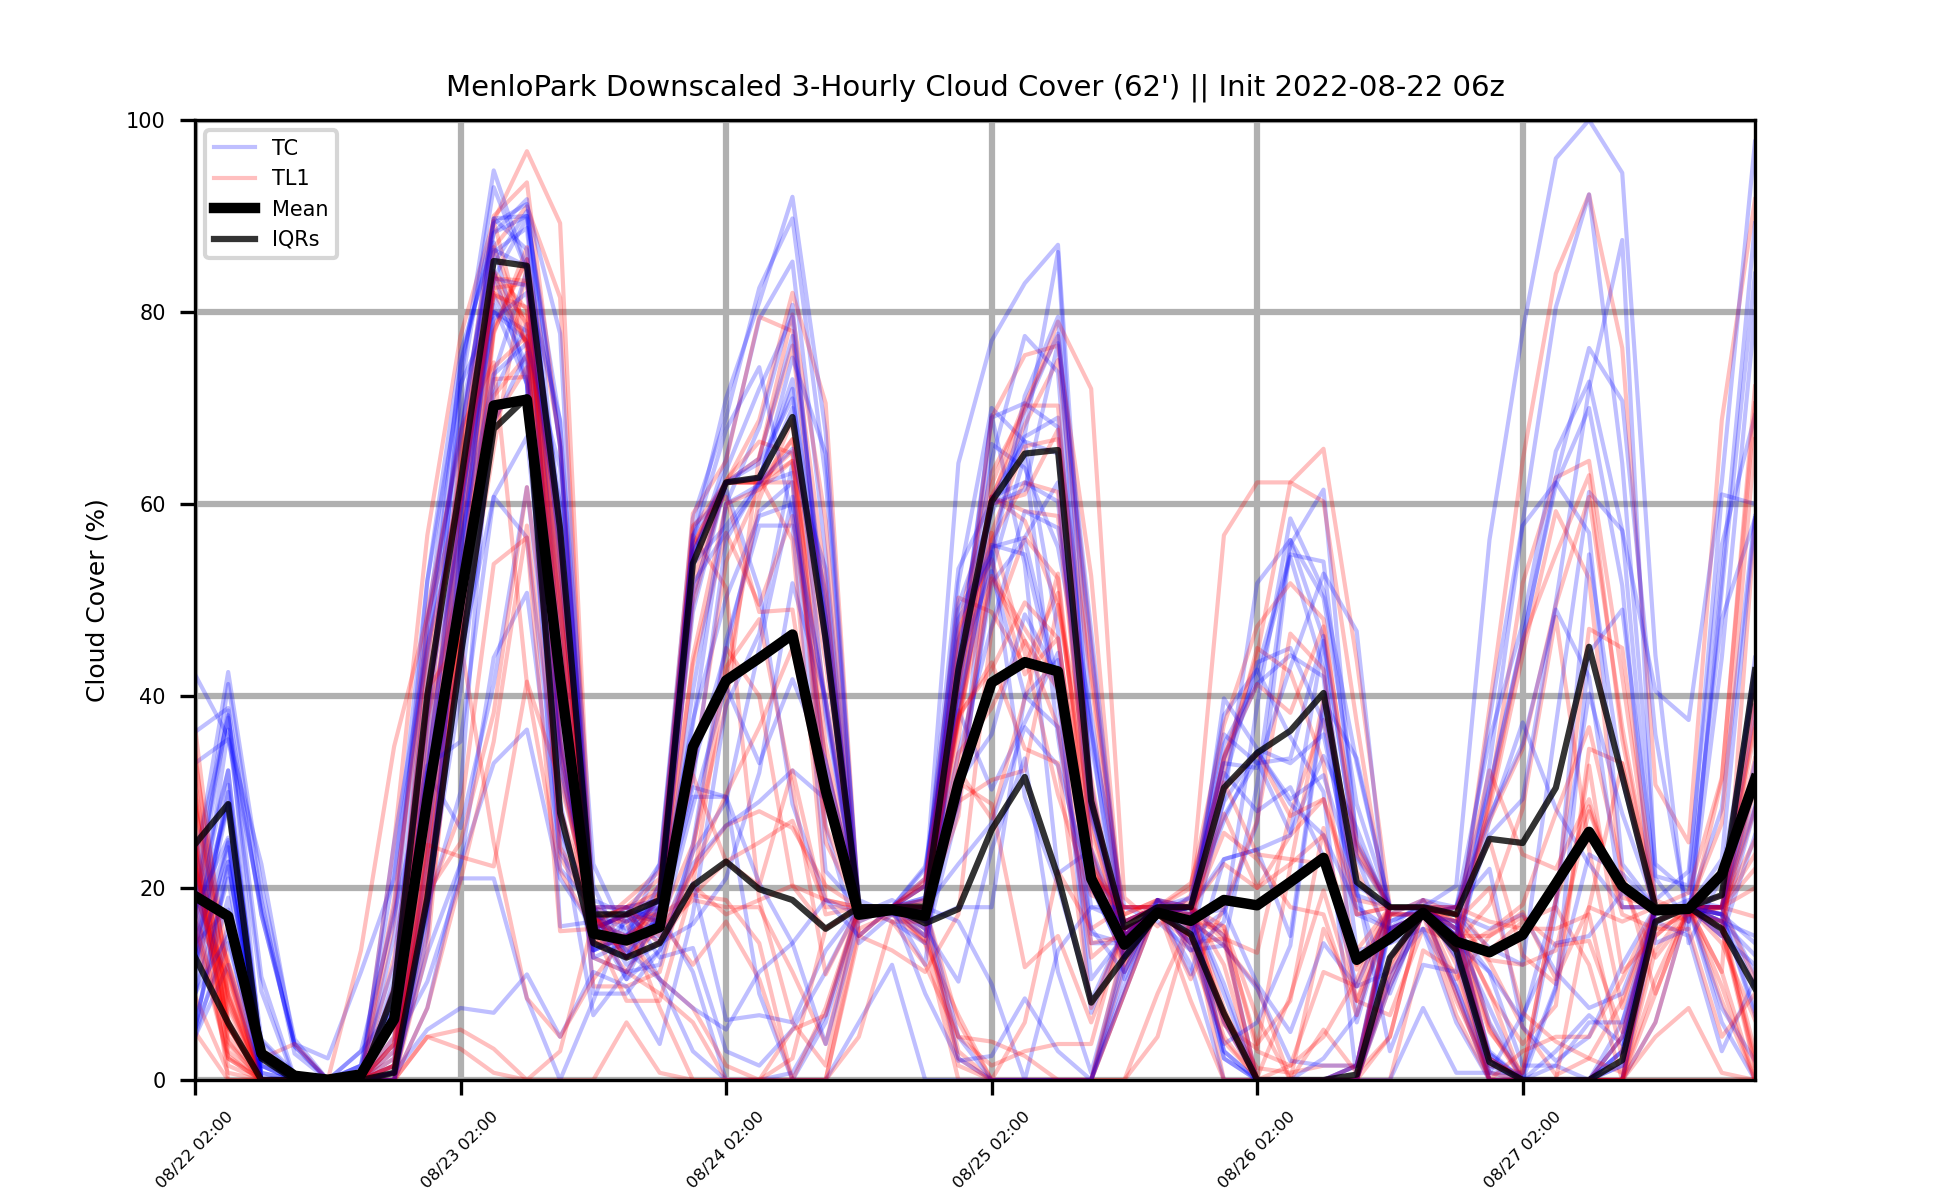 MenloPark Downscaled 3-Hourly Cloud Cover (62') || Init 2022-08-22 06z
TC
TL1
Mean
IQRs
Cloud Cover (%)
100
80
60
40
20
0
08/22 02:00
08/23 02:00
08/24 02:00
08/25 02:00
08/26 02:00
08/27 02:00